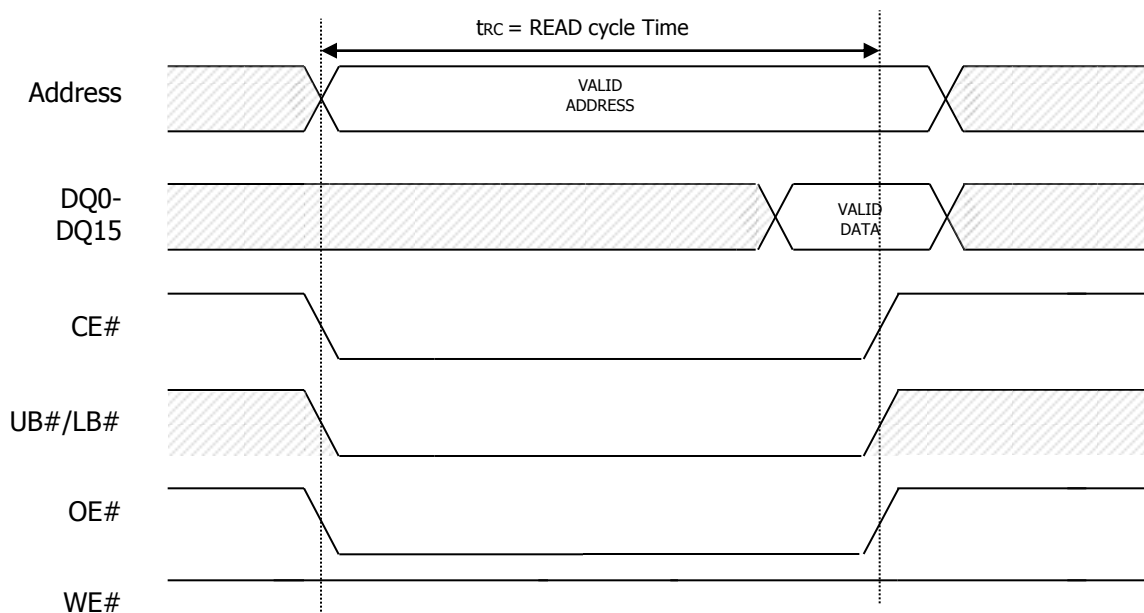 tRC = READ cycle Time
Address
VALID
ADDRESS
DQ0-
DQ15
VALID
DATA
CE#
UB#/LB#
OE#
WE#